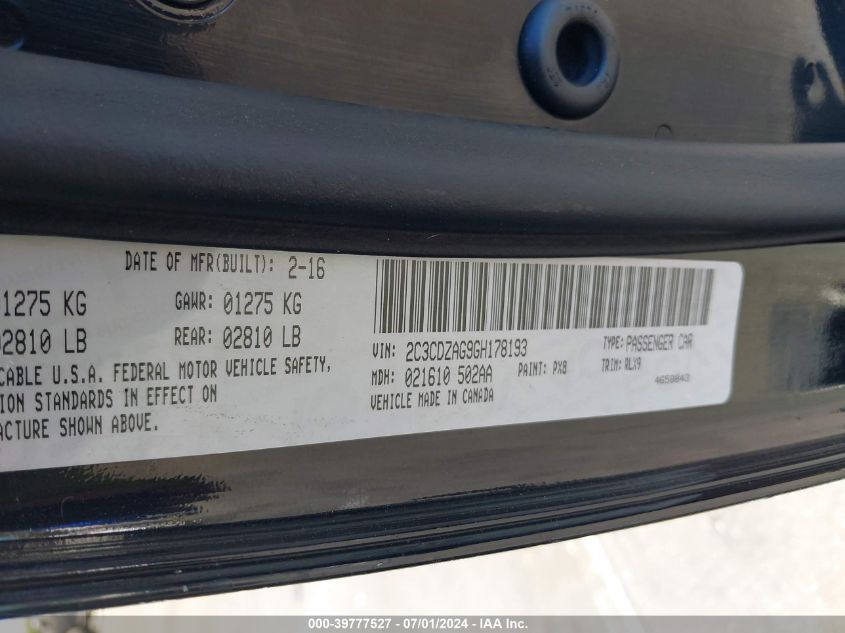 DATE OF MFR(BUILT): 2-16
1275 KG GAWR: 01275 KG
2810 LB REAR: 02810 LB
CABLE U.S.A. FEDERAL MOTOR VEHICLE SAFETY,
ION STANDARDS IN EFFECT ON
ACTURE SHOWN ABOVE.
VIN: 2C3CDZAG9GH178193 TYPE: PASSENGER CAR
MDH: 021610 502AA PAINT: PX8 TRIM: RLX9
VEHICLE MADE IN CANADA 4659843
000-39777527 - 07/01/2024 - IAA Inc.